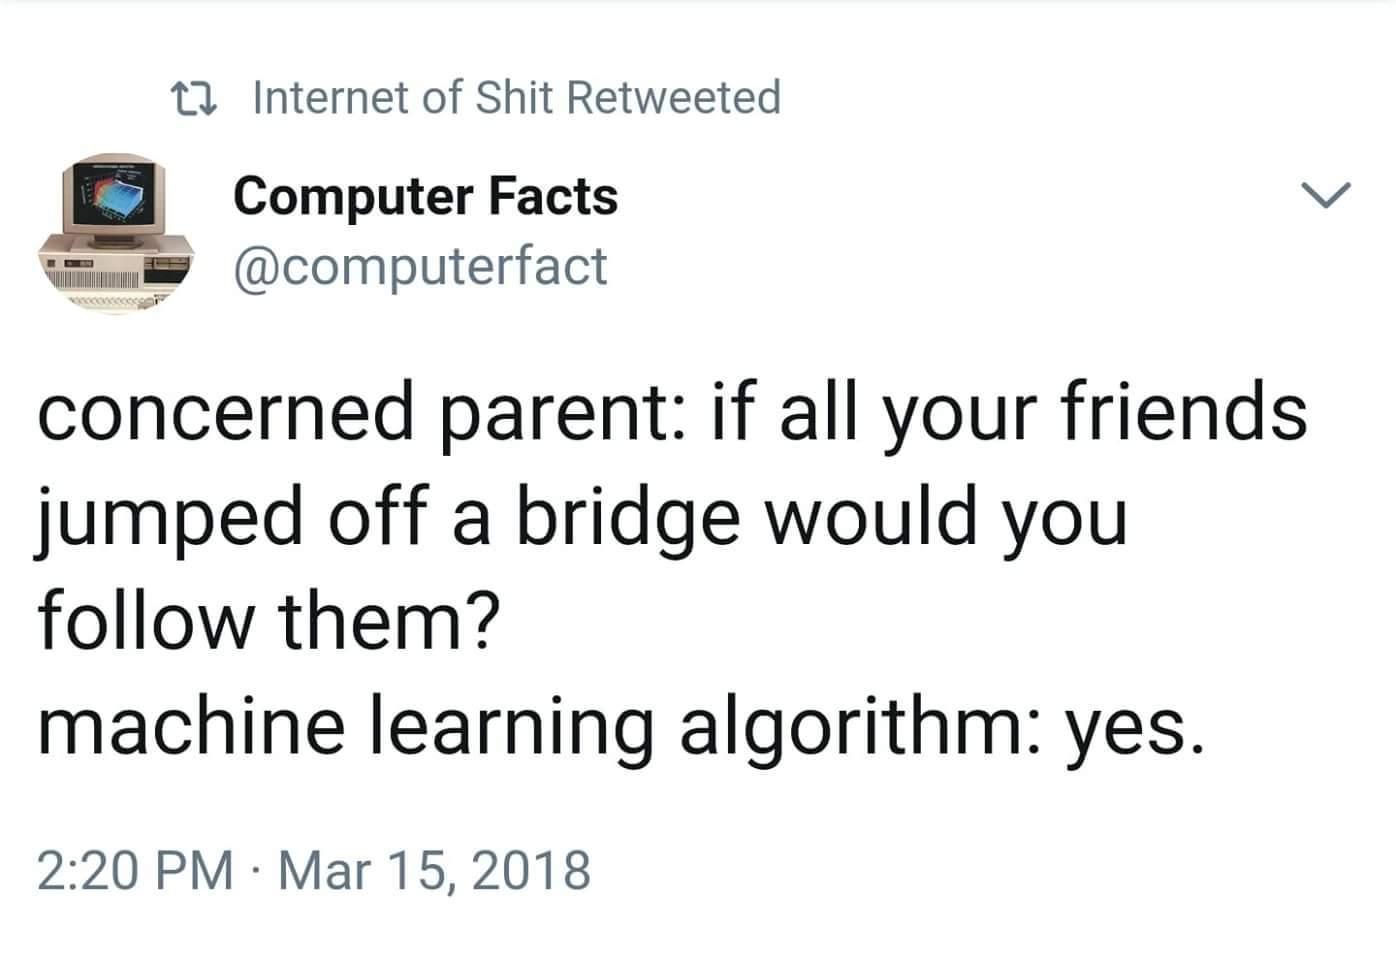 Internet of Shit Retweeted
Computer Facts
@computerfact
concerned parent: if all your friends
jumped off a bridge would you
follow them?
machine learning algorithm: yes.
2:20 PM · Mar 15, 2018